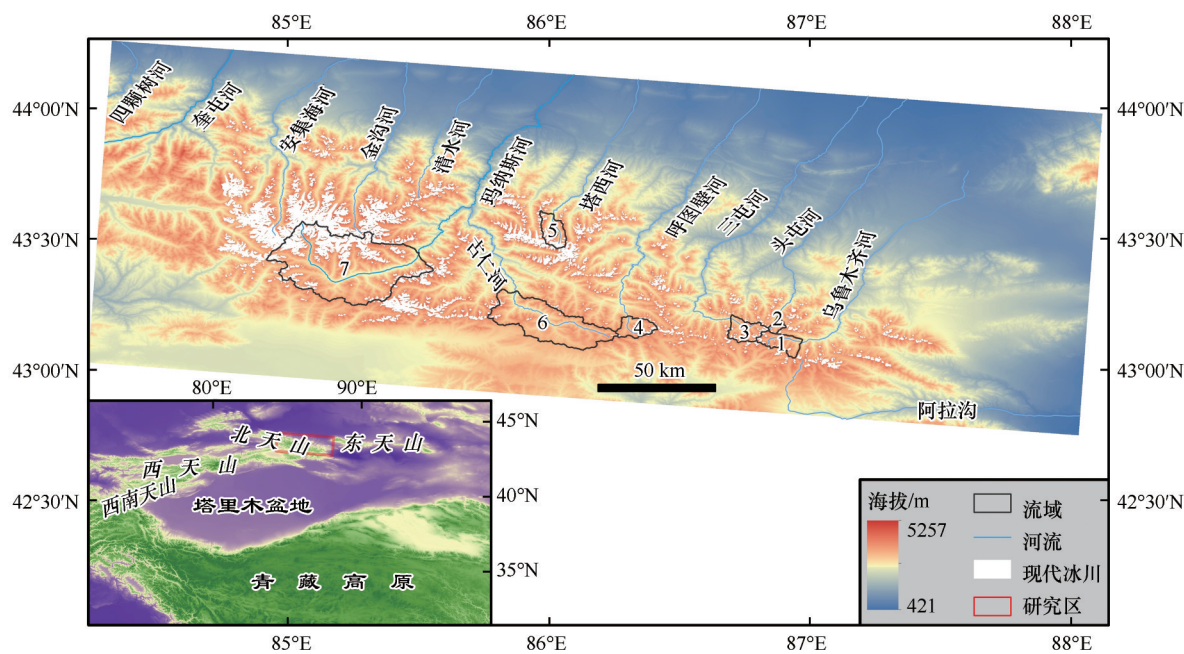 85°E 86°E 87°E 88°E
44°00′N 44°00′N
43°30′N 43°30′N
43°00′N 43°00′N
42°30′N 42°30′N
四颗树河
奎屯河
安集海河
金沟河
清水河
玛纳斯河
塔西河
呼图壁河
三屯河
头屯河
乌鲁木齐河
古仁河
阿拉沟
5
7
6
4
3
2
1
50 km
80°E 90°E
45°N
40°N
35°N
北天山
东天山
西天山
西南天山
塔里木盆地
青藏高原
海拔/m
5257
421
流域
河流
现代冰川
研究区
85°E 86°E 87°E 88°E